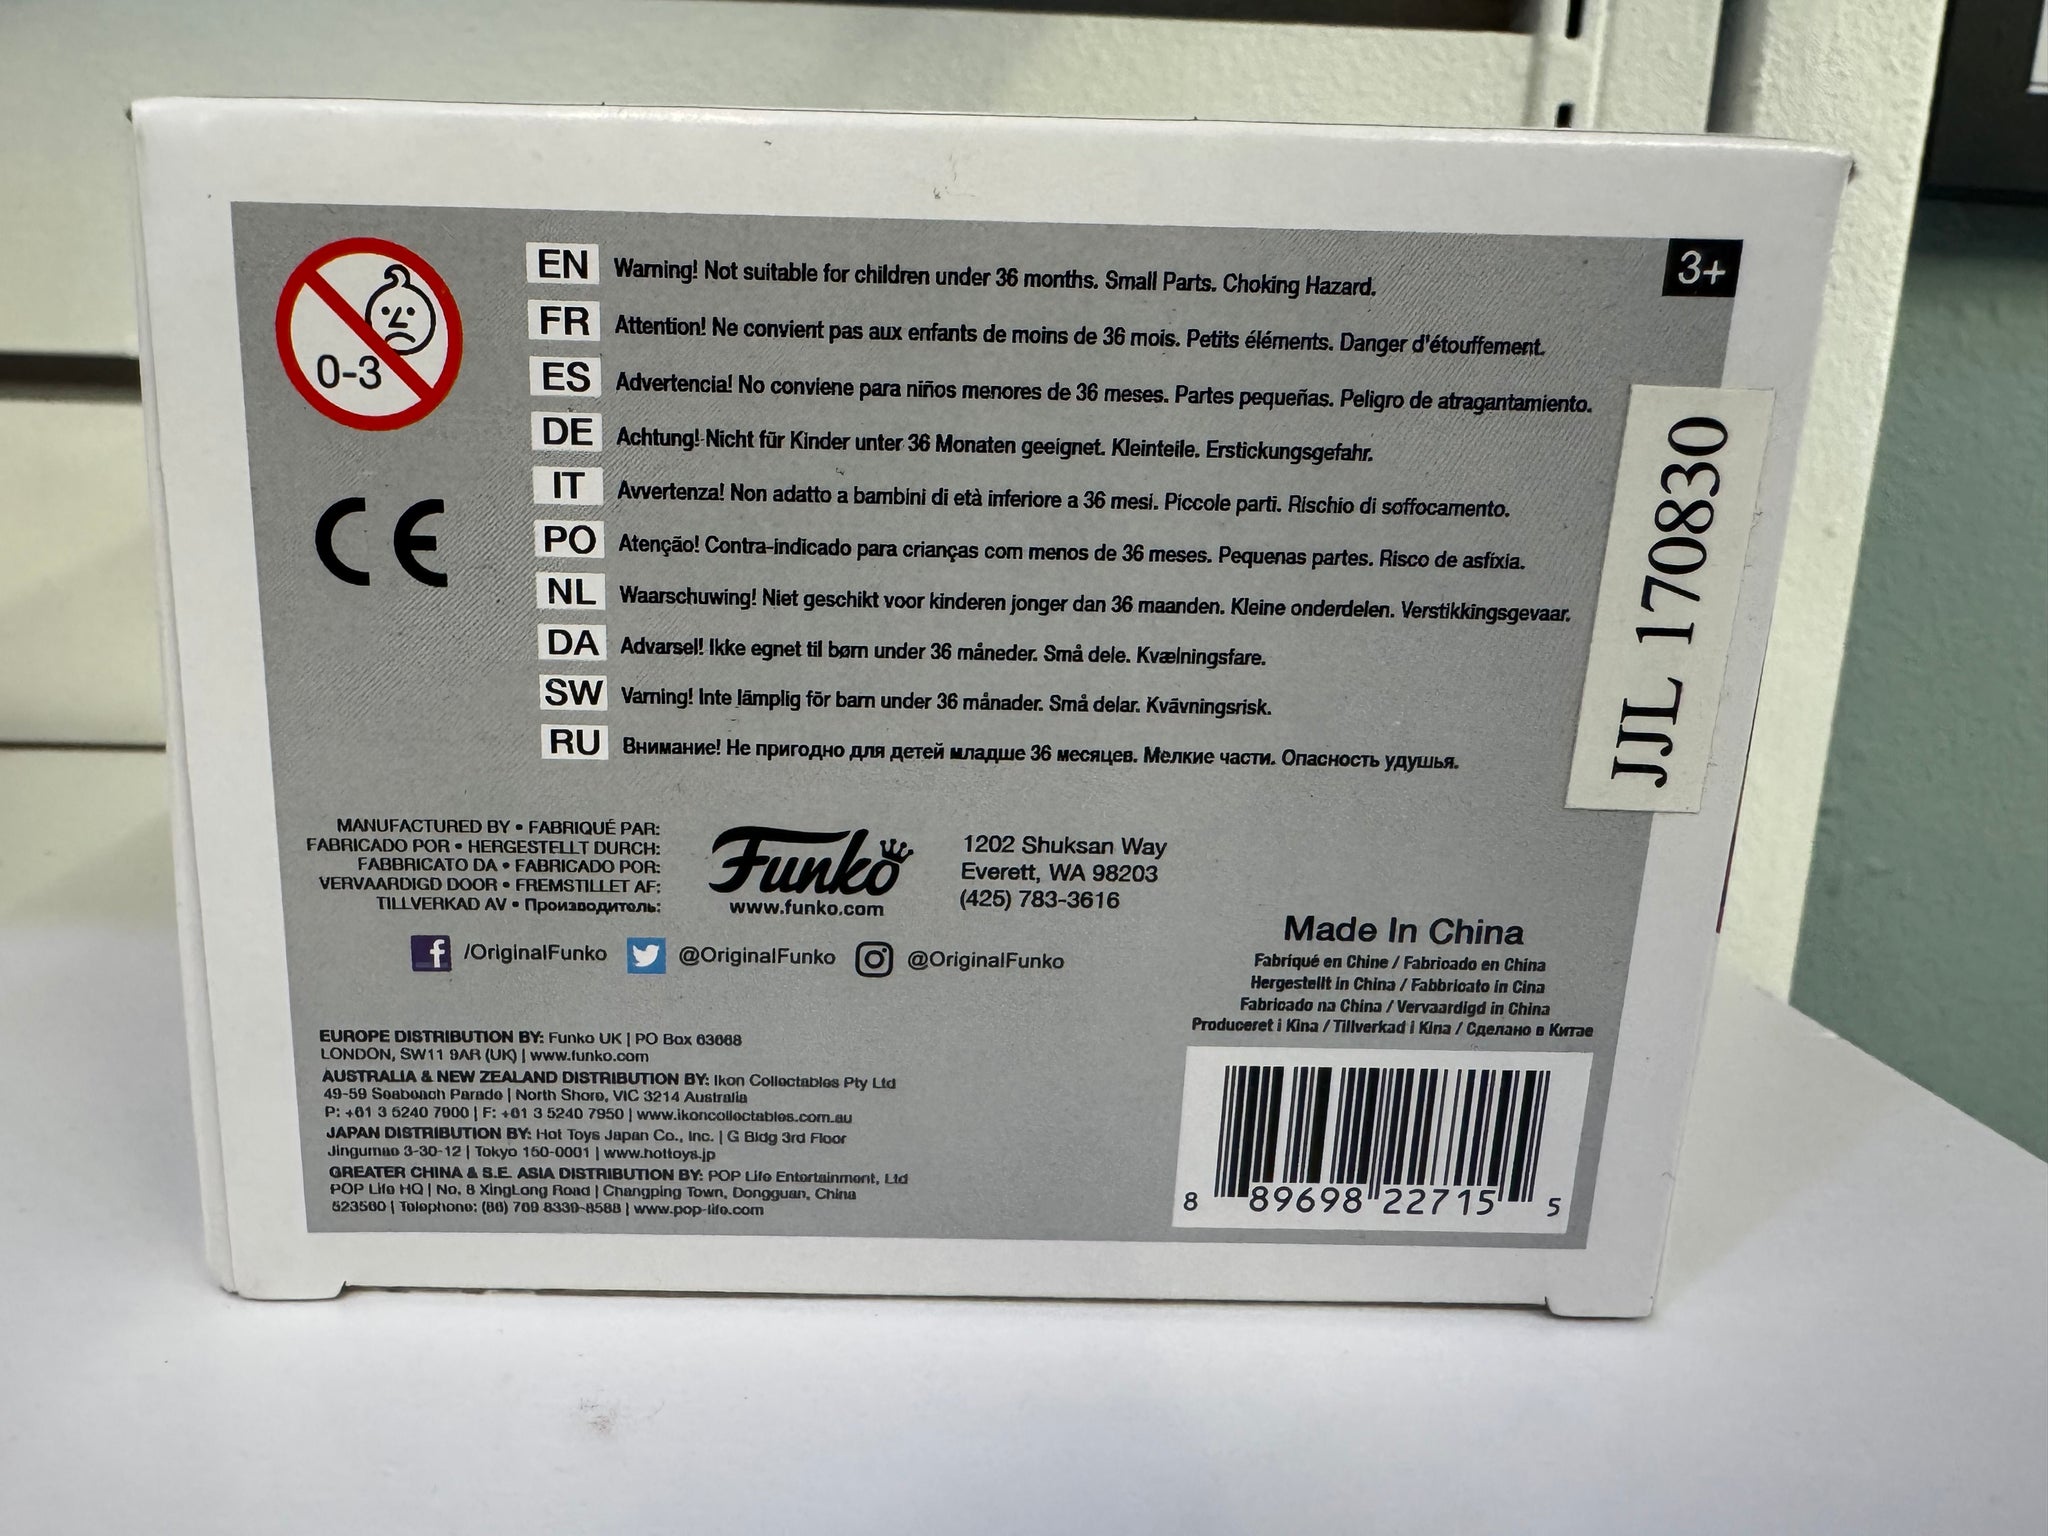 0-3
3+
EN Warning! Not suitable for children under 36 months. Small Parts. Choking Hazard.
FR Attention! Ne convient pas aux enfants de moins de 36 mois. Petits éléments. Danger d'étouffement.
ES Advertencia! No conviene para niños menores de 36 meses. Partes pequeñas. Peligro de atragantamiento.
DE Achtung! Nicht für Kinder unter 36 Monaten geeignet. Kleinteile. Erstickungsgefahr.
IT Avvertenza! Non adatto a bambini di età inferiore a 36 mesi. Piccole parti. Rischio di soffocamento.
PO Atenção! Contra-indicado para crianças com menos de 36 meses. Pequenas partes. Risco de asfíxia.
NL Waarschuwing! Niet geschikt voor kinderen jonger dan 36 maanden. Kleine onderdelen. Verstikkingsgevaar.
DA Advarsel! Ikke egnet til børn under 36 måneder. Små dele. Kvælningsfare.
SW Varning! Inte lämplig för barn under 36 månader. Små delar. Kvävningsrisk.
RU Внимание! Не пригодно для детей младше 36 месяцев. Мелкие части. Опасность удушья.
CE
JJL 170830
MANUFACTURED BY • FABRIQUÉ PAR:
FABRICADO POR • HERGESTELLT DURCH:
FABBRICATO DA • FABRICADO POR:
VERVAARDIGD DOOR • FREMSTILLET AF:
TILLVERKAD AV • Производитель:
Funko
www.funko.com
1202 Shuksan Way
Everett, WA 98203
(425) 783-3616
/OriginalFunko @OriginalFunko @OriginalFunko
Made In China
Fabriqué en Chine / Fabricado en China
Hergestellt in China / Fabbricato in Cina
Fabricado na China / Vervaardigd in China
Produceret i Kina / Tillverkad i Kina / Сделано в Китае
EUROPE DISTRIBUTION BY: Funko UK | PO Box 63668
LONDON, SW11 9AR (UK) | www.funko.com
AUSTRALIA & NEW ZEALAND DISTRIBUTION BY: Ikon Collectables Pty Ltd
49-59 Seabeach Parade | North Shore, VIC 3214 Australia
P: +61 3 5240 7900 | F: +61 3 5240 7950 | www.ikoncollectables.com.au
JAPAN DISTRIBUTION BY: Hot Toys Japan Co., Inc. | G Bldg 3rd Floor
Jingumae 3-30-12 | Tokyo 150-0001 | www.hottoys.jp
GREATER CHINA & S.E. ASIA DISTRIBUTION BY: POP Life Entertainment, Ltd
POP Life HQ | No. 8 XingLong Road | Changping Town, Dongguan, China
523560 | Telephone: (86) 769 8339-8588 | www.pop-life.com
8 89698 22715 5